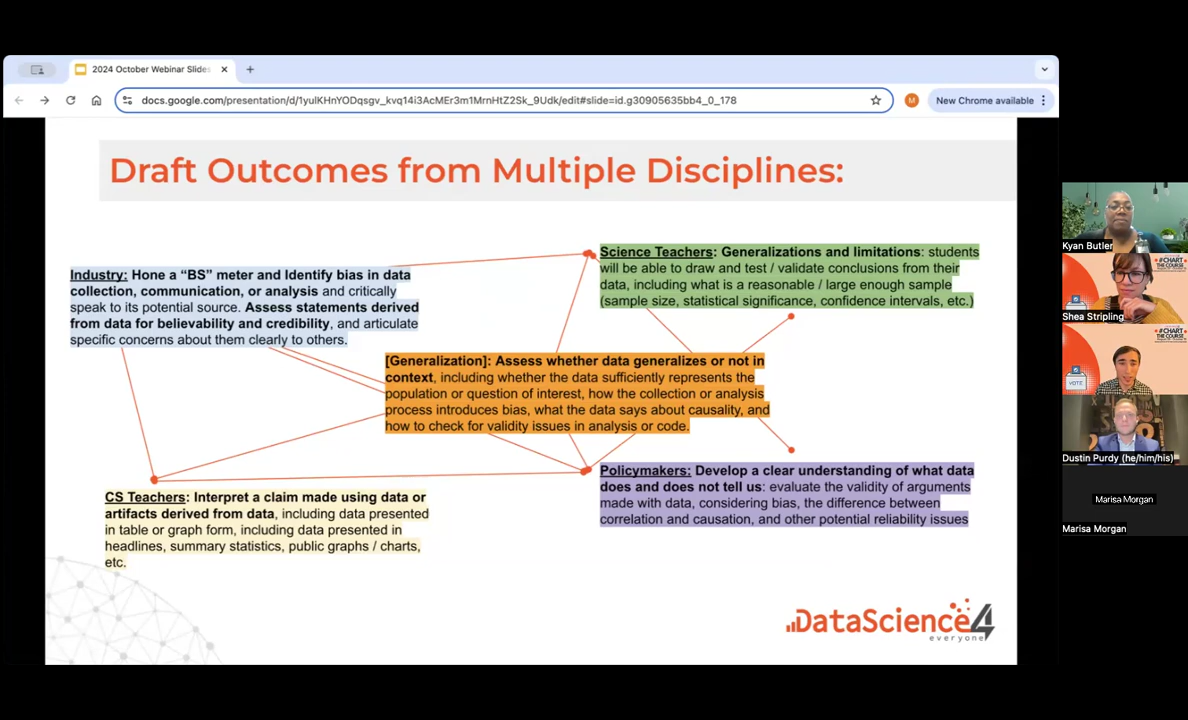 2024 October Webinar Slides
docs.google.com/presentation/d/1yulKHnYODqsgv_kvq14i3AcMEr3m1MrnHtZ2Sk_9Udk/edit#slide=id.g30905635bb4_0_178
M
New Chrome available
Draft Outcomes from Multiple Disciplines:
Industry: Hone a “BS” meter and Identify bias in data
collection, communication, or analysis and critically
speak to its potential source. Assess statements derived
from data for believability and credibility, and articulate
specific concerns about them clearly to others.
Science Teachers: Generalizations and limitations: students
will be able to draw and test / validate conclusions from their
data, including what is a reasonable / large enough sample
(sample size, statistical significance, confidence intervals, etc.)
[Generalization]: Assess whether data generalizes or not in
context, including whether the data sufficiently represents the
population or question of interest, how the collection or analysis
process introduces bias, what the data says about causality, and
how to check for validity issues in analysis or code.
CS Teachers: Interpret a claim made using data or
artifacts derived from data, including data presented
in table or graph form, including data presented in
headlines, summary statistics, public graphs / charts,
etc.
Policymakers: Develop a clear understanding of what data
does and does not tell us: evaluate the validity of arguments
made with data, considering bias, the difference between
correlation and causation, and other potential reliability issues
DataScience4
everyone
Kyan Butler
#CHART
THE COURSE
Shea Stripling
#CHART
THE COURSE
VOTE
Dustin Purdy (he/him/his)
Marisa Morgan
Marisa Morgan